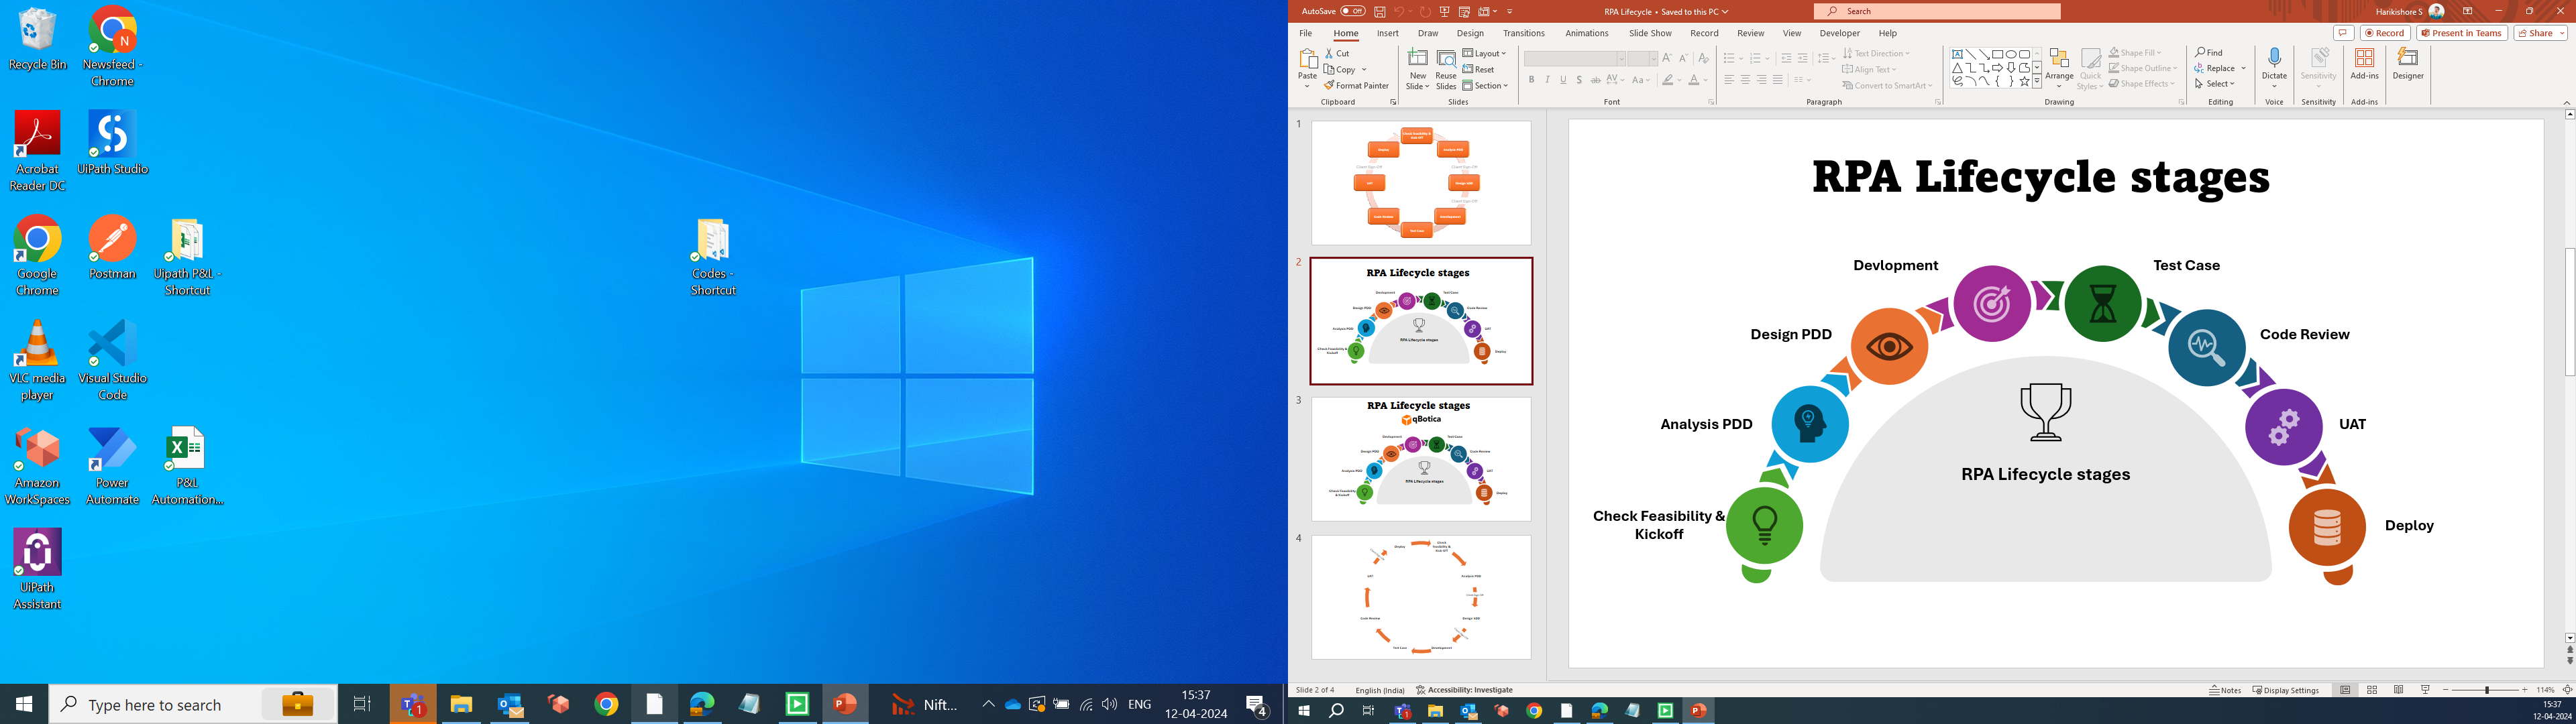 Recycle Bin
Newsfeed -
Chrome
Acrobat
Reader DC
UiPath Studio
Google
Chrome
Postman
Uipath P&L -
Shortcut
Codes -
Shortcut
VLC media
player
Visual Studio
Code
Amazon
WorkSpaces
Power
Automate
P&L
Automation...
UiPath
Assistant
Type here to search
Nift...
ENG
15:37
12-04-2024
4
AutoSave Off
RPA Lifecycle • Saved to this PC
Search
Harikishore S
File Home Insert Draw Design Transitions Animations Slide Show Record Review View Developer Help
Record Present in Teams Share
Paste
Cut
Copy
Format Painter
Clipboard
New
Slide
Reuse
Slides
Layout
Reset
Section
Slides
Font
Text Direction
Align Text
Convert to SmartArt
Paragraph
Arrange
Quick
Styles
Shape Fill
Shape Outline
Shape Effects
Drawing
Find
Replace
Select
Editing
Dictate
Voice
Sensitivity
Sensitivity
Add-ins
Add-ins
Designer
1
2
RPA Lifecycle stages
RPA Lifecycle stages
3
RPA Lifecycle stages
qBotica
RPA Lifecycle stages
4
RPA Lifecycle stages
Devlopment
Test Case
Design PDD
Code Review
Analysis PDD
UAT
RPA Lifecycle stages
Check Feasibility &
Kickoff
Deploy
Slide 2 of 4
English (India)
Accessibility: Investigate
Notes
Display Settings
114%
15:37
12-04-2024